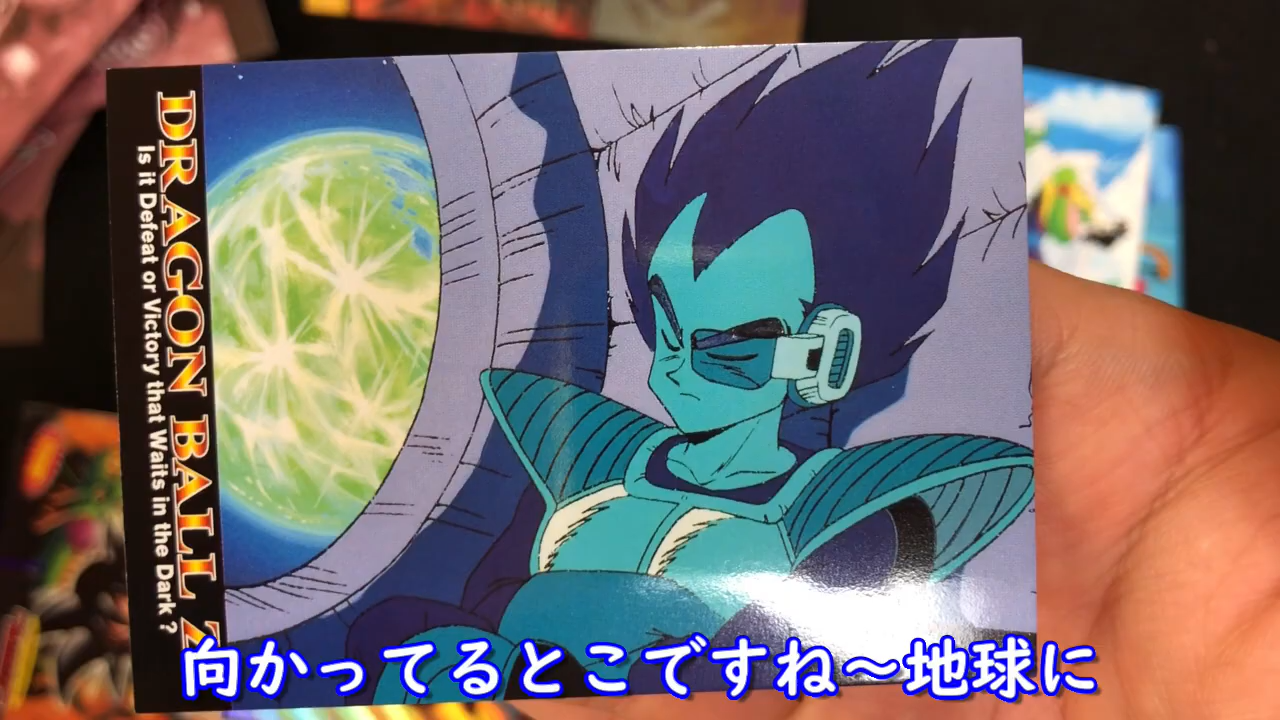 DRAGON BALL Z
Is it Defeat or Victory that Waits in the Dark ?
向かってるとこですね～地球に